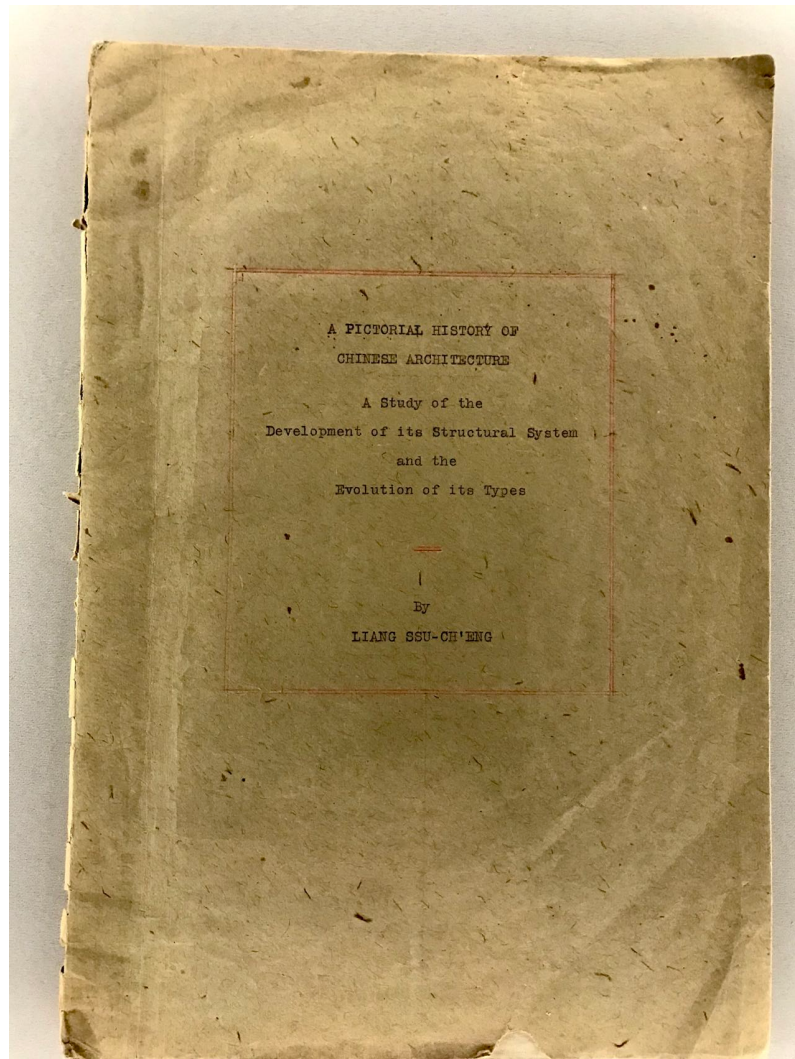 A PICTORIAL HISTORY OF
CHINESE ARCHITECTURE
A Study of the
Development of its Structural System
and the
Evolution of its Types
By
LIANG SSU-CH'ENG